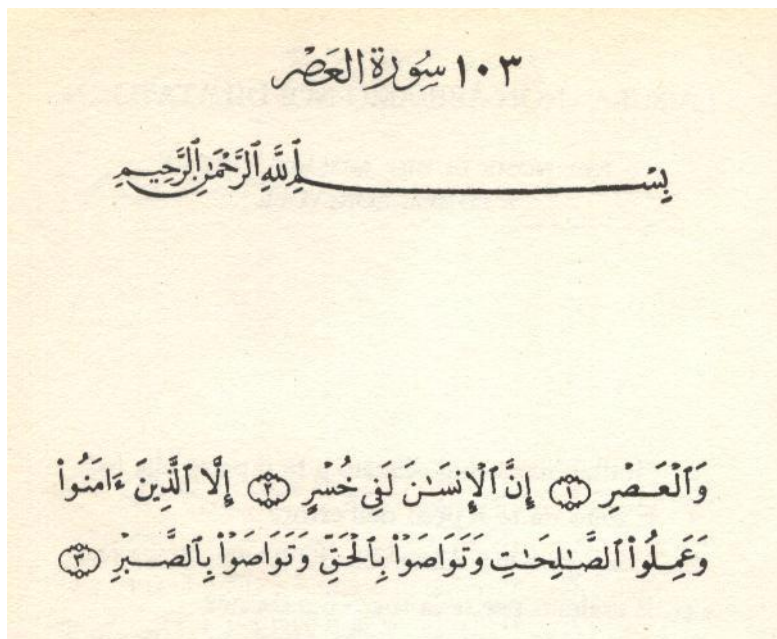 ١٠٣ سُورَةُ العَصْرِ
بِسْمِ ٱللَّهِ ٱلرَّحْمَٰنِ ٱلرَّحِيمِ
وَٱلْعَصْرِ ١ إِنَّ ٱلْإِنسَٰنَ لَفِى خُسْرٍ ٢ إِلَّا ٱلَّذِينَ ءَامَنُوا۟
وَعَمِلُوا۟ ٱلصَّٰلِحَٰتِ وَتَوَاصَوْا۟ بِٱلْحَقِّ وَتَوَاصَوْا۟ بِٱلصَّبْرِ ٣